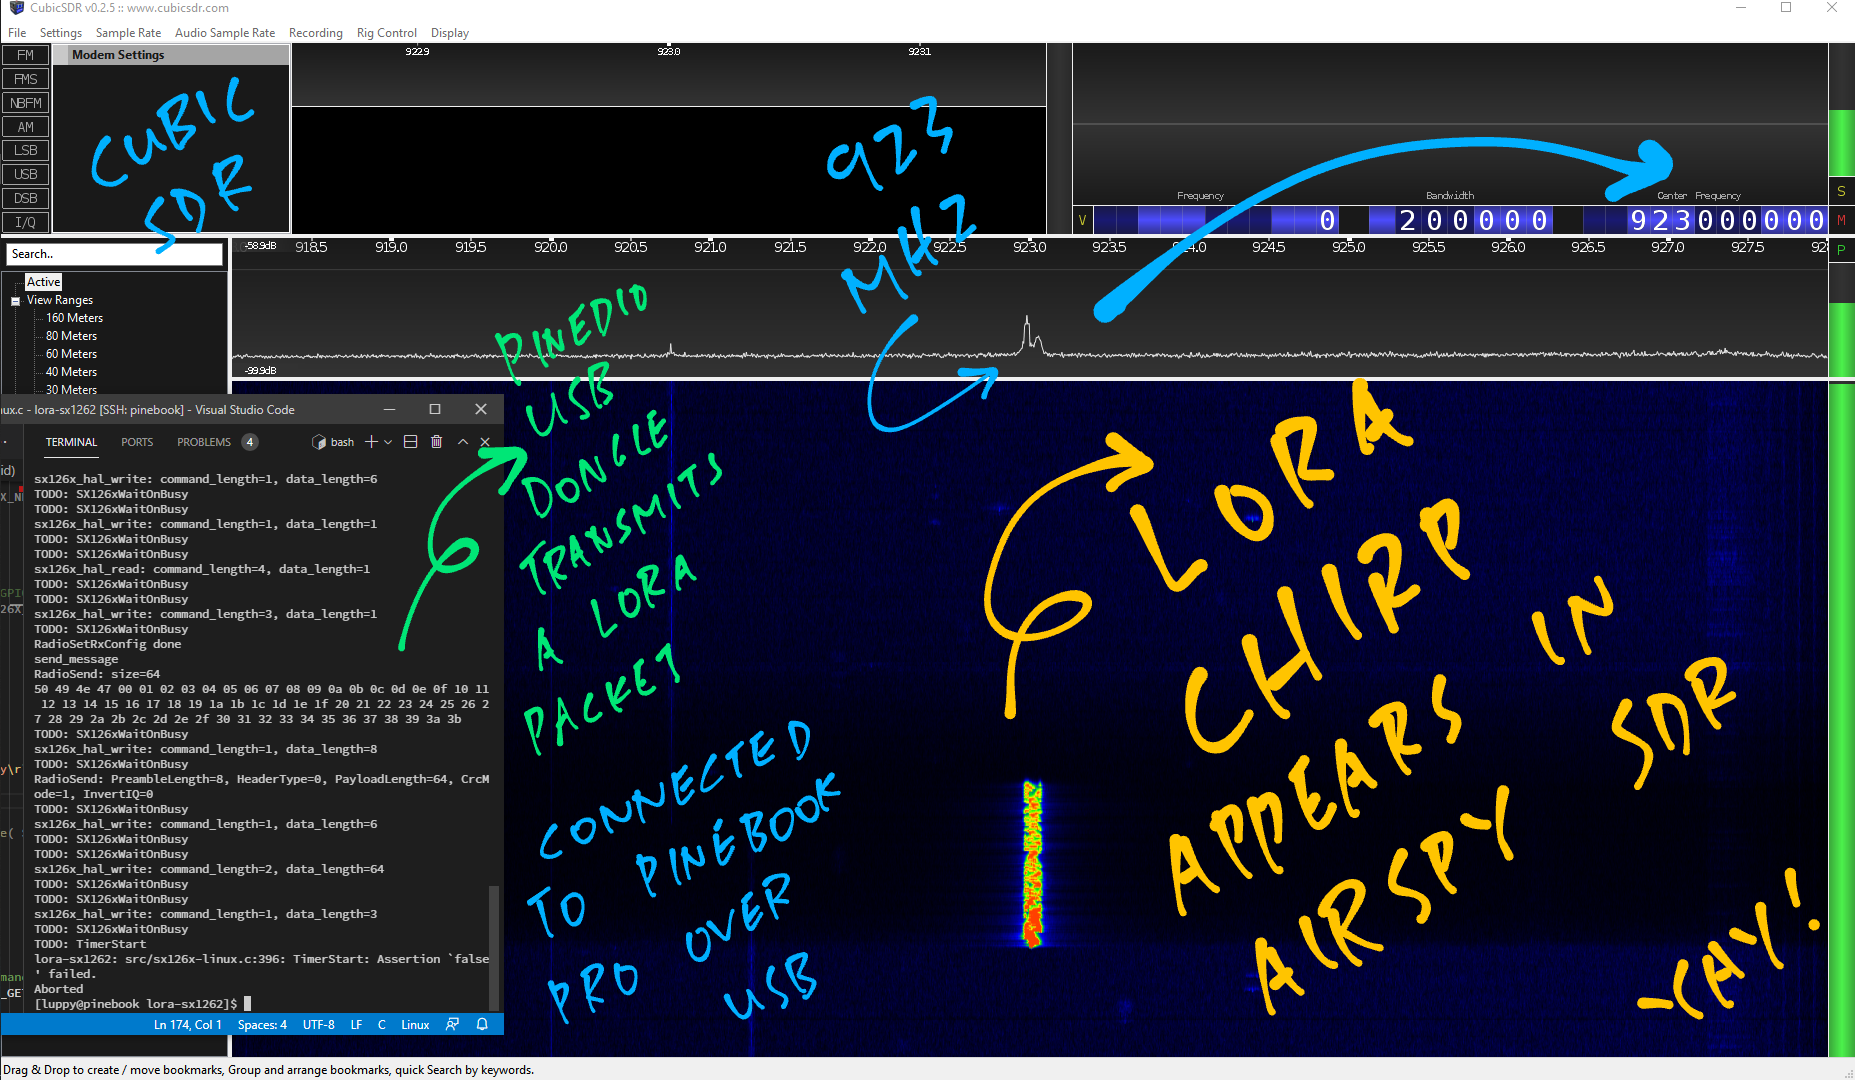 CubicSDR v0.2.5 :: www.cubicsdr.com
File Settings Sample Rate Audio Sample Rate Recording Rig Control Display
FM
FMS
NBFM
AM
LSB
USB
DSB
I/Q
Modem Settings
CUBIC
SDR
922.9 923.0 923.1
923
MHZ
Frequency Bandwidth Center Frequency
V 0 200000 923000000
S
M
P
Search..
Active
View Ranges
160 Meters
80 Meters
60 Meters
40 Meters
30 Meters
-58.9dB 918.5 919.0 919.5 920.0 920.5 921.0 921.5 922.0 922.5 923.0 923.5 924.0 924.5 925.0 925.5 926.0 926.5 927.0 927.5 928
-99.9dB
PINEDIO
USB
DONGLE
TRANSMITS
A LORA
PACKET
CONNECTED
TO PINEBOOK
PRO OVER
USB
LORA
CHIRP
APPEARS IN
AIRSPY SDR
YAY!
nux.c - lora-sx1262 [SSH: pinebook] - Visual Studio Code
TERMINAL PORTS PROBLEMS 4 bash
id)
X_N
GPI
26X
y\r
e(
man
_GE
sx126x_hal_write: command_length=1, data_length=6
TODO: SX126xWaitOnBusy
TODO: SX126xWaitOnBusy
sx126x_hal_write: command_length=1, data_length=1
TODO: SX126xWaitOnBusy
TODO: SX126xWaitOnBusy
sx126x_hal_read: command_length=4, data_length=1
TODO: SX126xWaitOnBusy
TODO: SX126xWaitOnBusy
sx126x_hal_write: command_length=3, data_length=1
TODO: SX126xWaitOnBusy
RadioSetRxConfig done
send_message
RadioSend: size=64
50 49 4e 47 00 01 02 03 04 05 06 07 08 09 0a 0b 0c 0d 0e 0f 10 11
12 13 14 15 16 17 18 19 1a 1b 1c 1d 1e 1f 20 21 22 23 24 25 26 2
7 28 29 2a 2b 2c 2d 2e 2f 30 31 32 33 34 35 36 37 38 39 3a 3b
TODO: SX126xWaitOnBusy
sx126x_hal_write: command_length=1, data_length=8
TODO: SX126xWaitOnBusy
RadioSend: PreambleLength=8, HeaderType=0, PayloadLength=64, CrcM
ode=1, InvertIQ=0
TODO: SX126xWaitOnBusy
sx126x_hal_write: command_length=1, data_length=6
TODO: SX126xWaitOnBusy
TODO: SX126xWaitOnBusy
sx126x_hal_write: command_length=2, data_length=64
TODO: SX126xWaitOnBusy
TODO: SX126xWaitOnBusy
sx126x_hal_write: command_length=1, data_length=3
TODO: SX126xWaitOnBusy
TODO: TimerStart
lora-sx1262: src/sx126x-linux.c:396: TimerStart: Assertion `false
' failed.
Aborted
[luppy@pinebook lora-sx1262]$
Ln 174, Col 1 Spaces: 4 UTF-8 LF C Linux
Drag & Drop to create / move bookmarks, Group and arrange bookmarks, quick Search by keywords.